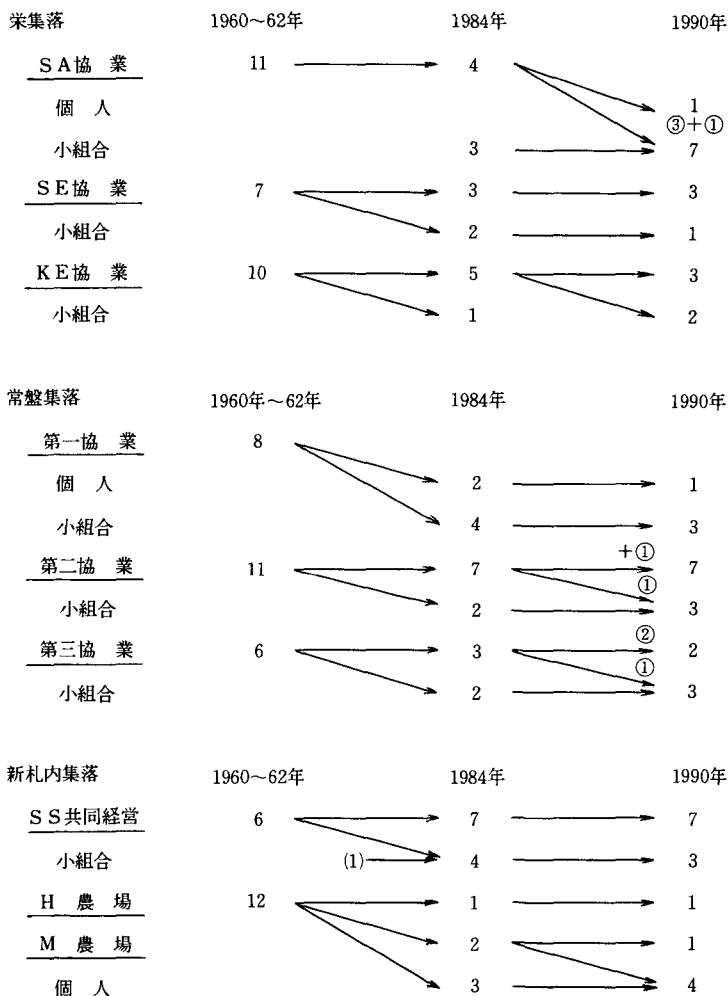 栄集落 1960～62年 1984年 1990年
SA協業 11 4
個人 1
③+①
小組合 3 7
SE協業 7 3 3
小組合 2 1
KE協業 10 5 3
小組合 1 2
常盤集落 1960年～62年 1984年 1990年
第一協業 8
個人 2 1
小組合 4 3
+①
第二協業 11 7 7
①
小組合 2 3
②
第三協業 6 3 2
①
小組合 2 3
新札内集落 1960～62年 1984年 1990年
SS共同経営 6 7 7
小組合 (1) 4 3
H農場 12 1 1
M農場 2 1
個人 3 4